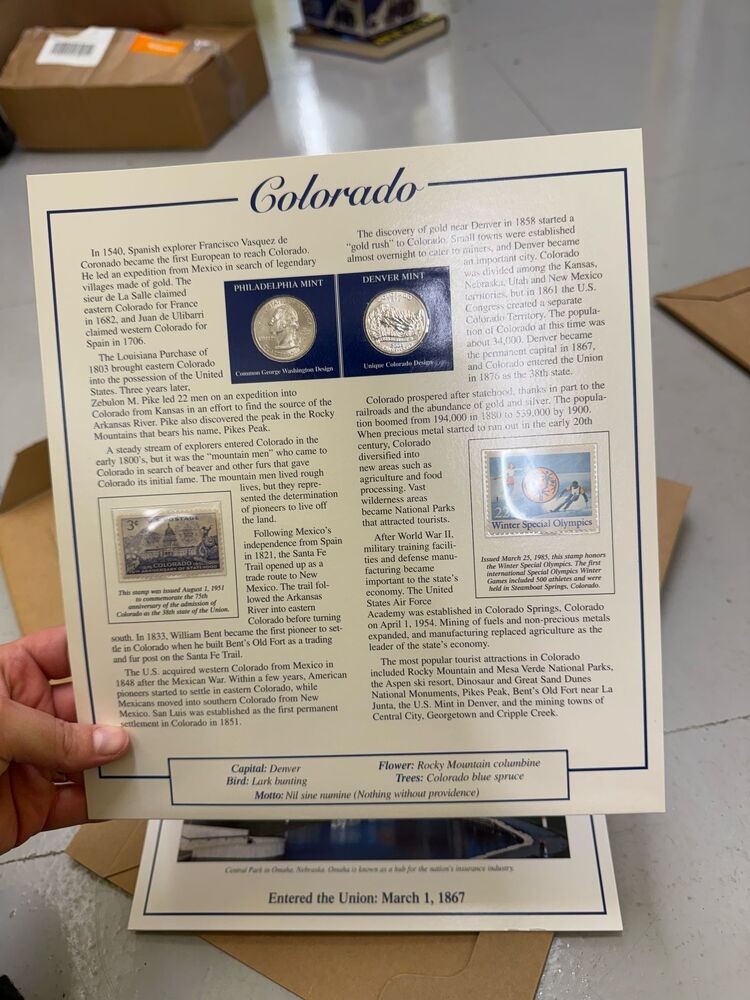 Colorado
In 1540, Spanish explorer Francisco Vasquez de
Coronado became the first European to reach Colorado.
He led an expedition from Mexico in search of legendary
villages made of gold. The
sieur de La Salle claimed
eastern Colorado for France
in 1682, and Juan de Ulibarri
claimed western Colorado for
Spain in 1706.
The Louisiana Purchase of
1803 brought eastern Colorado
into the possession of the United
States. Three years later,
Zebulon M. Pike led 22 men on an expedition into
Colorado from Kansas in an effort to find the source of the
Arkansas River. Pike also discovered the peak in the Rocky
Mountains that bears his name, Pikes Peak.
A steady stream of explorers entered Colorado in the
early 1800's, but it was the "mountain men" who came to
Colorado in search of beaver and other furs that gave
Colorado its initial fame. The mountain men lived rough
lives, but they repre-
sented the determination
of pioneers to live off
the land.
Following Mexico's
independence from Spain
in 1821, the Santa Fe
Trail opened up as a
trade route to New
Mexico. The trail fol-
lowed the Arkansas
River into eastern
Colorado before turning
south. In 1833, William Bent became the first pioneer to set-
tle in Colorado when he built Bent's Old Fort as a trading
and fur post on the Santa Fe Trail.
The U.S. acquired western Colorado from Mexico in
1848 after the Mexican War. Within a few years, American
pioneers started to settle in eastern Colorado, while
Mexicans moved into southern Colorado from New
Mexico. San Luis was established as the first permanent
settlement in Colorado in 1851.
3¢
POSTAGE
COLORADO
75TH ANNIVERSARY OF STATEHOOD
This stamp was issued August 1, 1951
to commemorate the 75th
anniversary of the admission of
Colorado as the 38th state of the Union.
PHILADELPHIA MINT
Common George Washington Design
DENVER MINT
Unique Colorado Design
The discovery of gold near Denver in 1858 started a
"gold rush" to Colorado. Small towns were established
almost overnight to cater to miners, and Denver became
an important city. Colorado
was divided among the Kansas,
Nebraska, Utah and New Mexico
territories, but in 1861 the U.S.
Congress created a separate
Colorado Territory. The popula-
tion of Colorado at this time was
about 34,000. Denver became
the permanent capital in 1867,
and Colorado entered the Union
in 1876 as the 38th state.
Colorado prospered after statehood, thanks in part to the
railroads and the abundance of gold and silver. The popula-
tion boomed from 194,000 in 1880 to 539,000 by 1900.
When precious metal started to run out in the early 20th
century, Colorado
diversified into
new areas such as
agriculture and food
processing. Vast
wilderness areas
became National Parks
that attracted tourists.
After World War II,
military training facili-
ties and defense manu-
facturing became
important to the state's
economy. The United
States Air Force
Academy was established in Colorado Springs, Colorado
on April 1, 1954. Mining of fuels and non-precious metals
expanded, and manufacturing replaced agriculture as the
leader of the state's economy.
The most popular tourist attractions in Colorado
included Rocky Mountain and Mesa Verde National Parks,
the Aspen ski resort, Dinosaur and Great Sand Dunes
National Monuments, Pikes Peak, Bent's Old Fort near La
Junta, the U.S. Mint in Denver, and the mining towns of
Central City, Georgetown and Cripple Creek.
22
Winter Special Olympics
Issued March 25, 1985, this stamp honors
the Winter Special Olympics. The first
international Special Olympics Winter
Games included 500 athletes and were
held in Steamboat Springs, Colorado.
Capital: Denver
Flower: Rocky Mountain columbine
Bird: Lark bunting
Trees: Colorado blue spruce
Motto: Nil sine numine (Nothing without providence)
Central Park in Omaha, Nebraska. Omaha is known as a hub for the nation's insurance industry.
Entered the Union: March 1, 1867